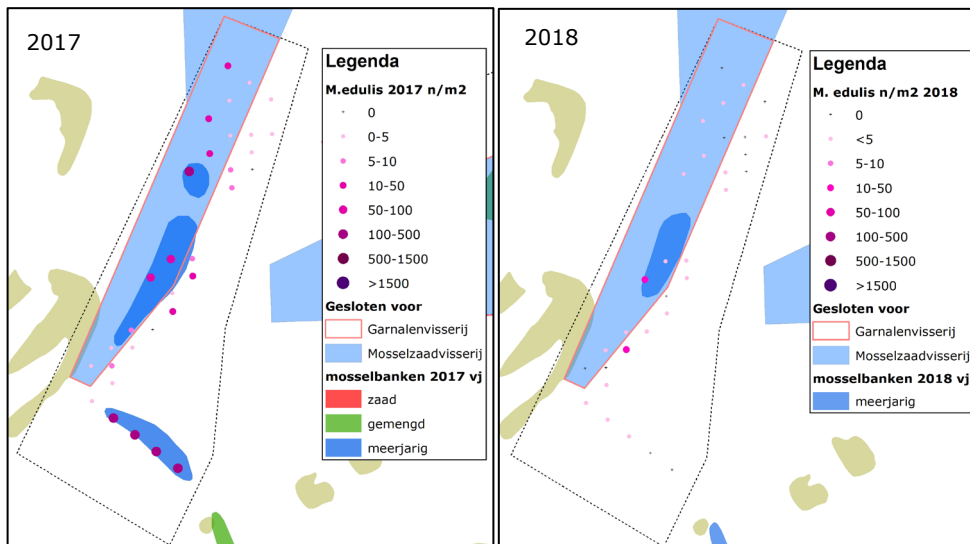 2017
Legenda
M.edulis 2017 n/m2
0
0-5
5-10
10-50
50-100
100-500
500-1500
>1500
Gesloten voor
Garnalenvisserij
Mosselzaadvisserij
mosselbanken 2017 vj
zaad
gemengd
meerjarig
2018
Legenda
M. edulis n/m2 2018
0
<5
5-10
10-50
50-100
100-500
500-1500
>1500
Gesloten voor
Garnalenvisserij
Mosselzaadvisserij
mosselbanken 2018 vj
meerjarig